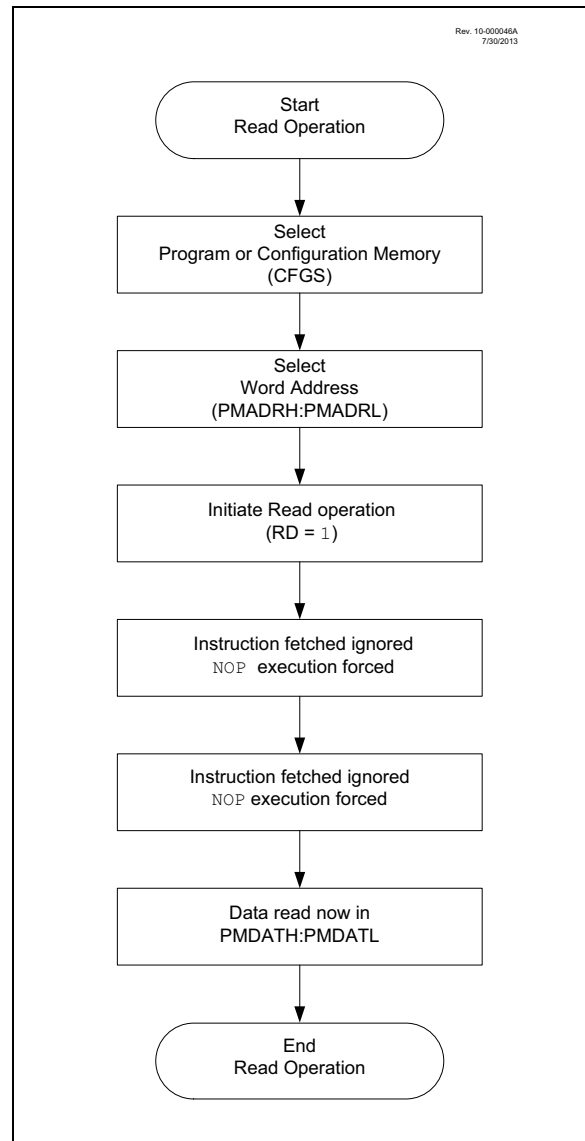 Rev. 10-000046A
7/30/2013
Start
Read Operation
Select
Program or Configuration Memory
(CFGS)
Select
Word Address
(PMADRH:PMADRL)
Initiate Read operation
(RD = 1)
Instruction fetched ignored
NOP execution forced
Instruction fetched ignored
NOP execution forced
Data read now in
PMDATH:PMDATL
End
Read Operation